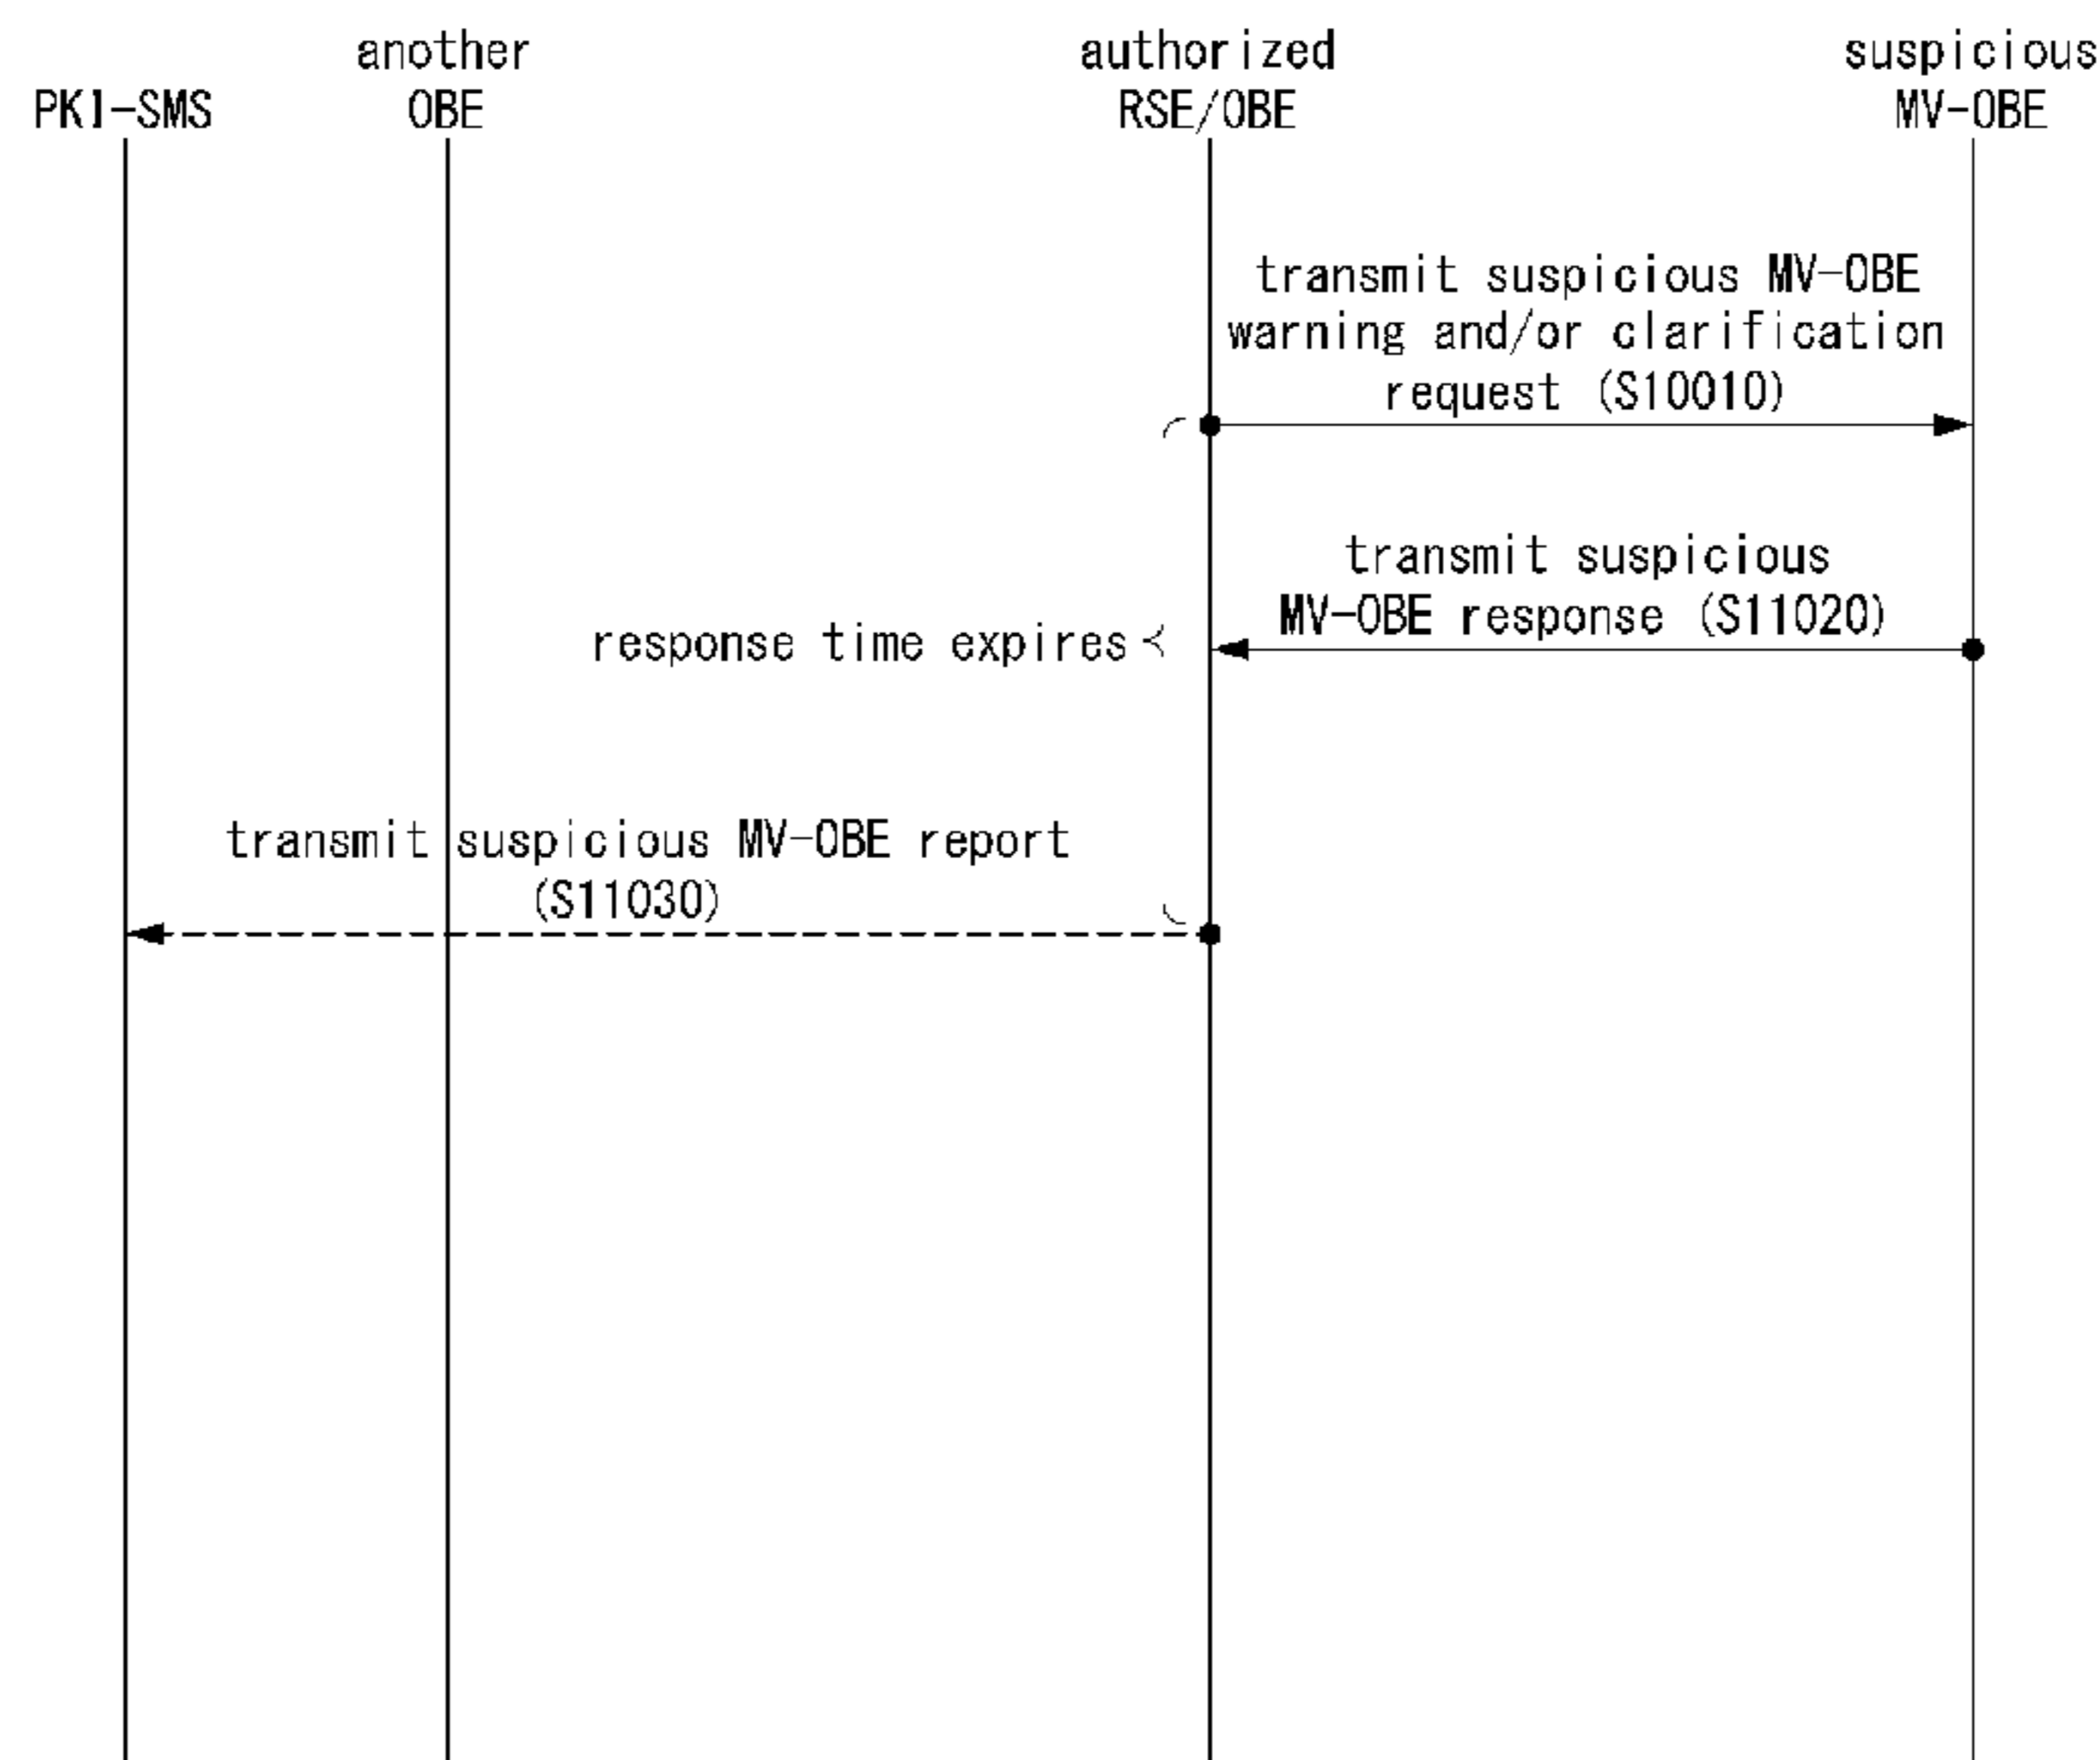 another
authorized
suspicious
PKI-SMS
OBE
RSE/OBE
MV-OBE
transmit suspicious MV-OBE
warning and/or clarification
request (S10010)
transmit suspicious
MV-OBE response (S11020)
response time expires
transmit suspicious MV-OBE report
(S11030)